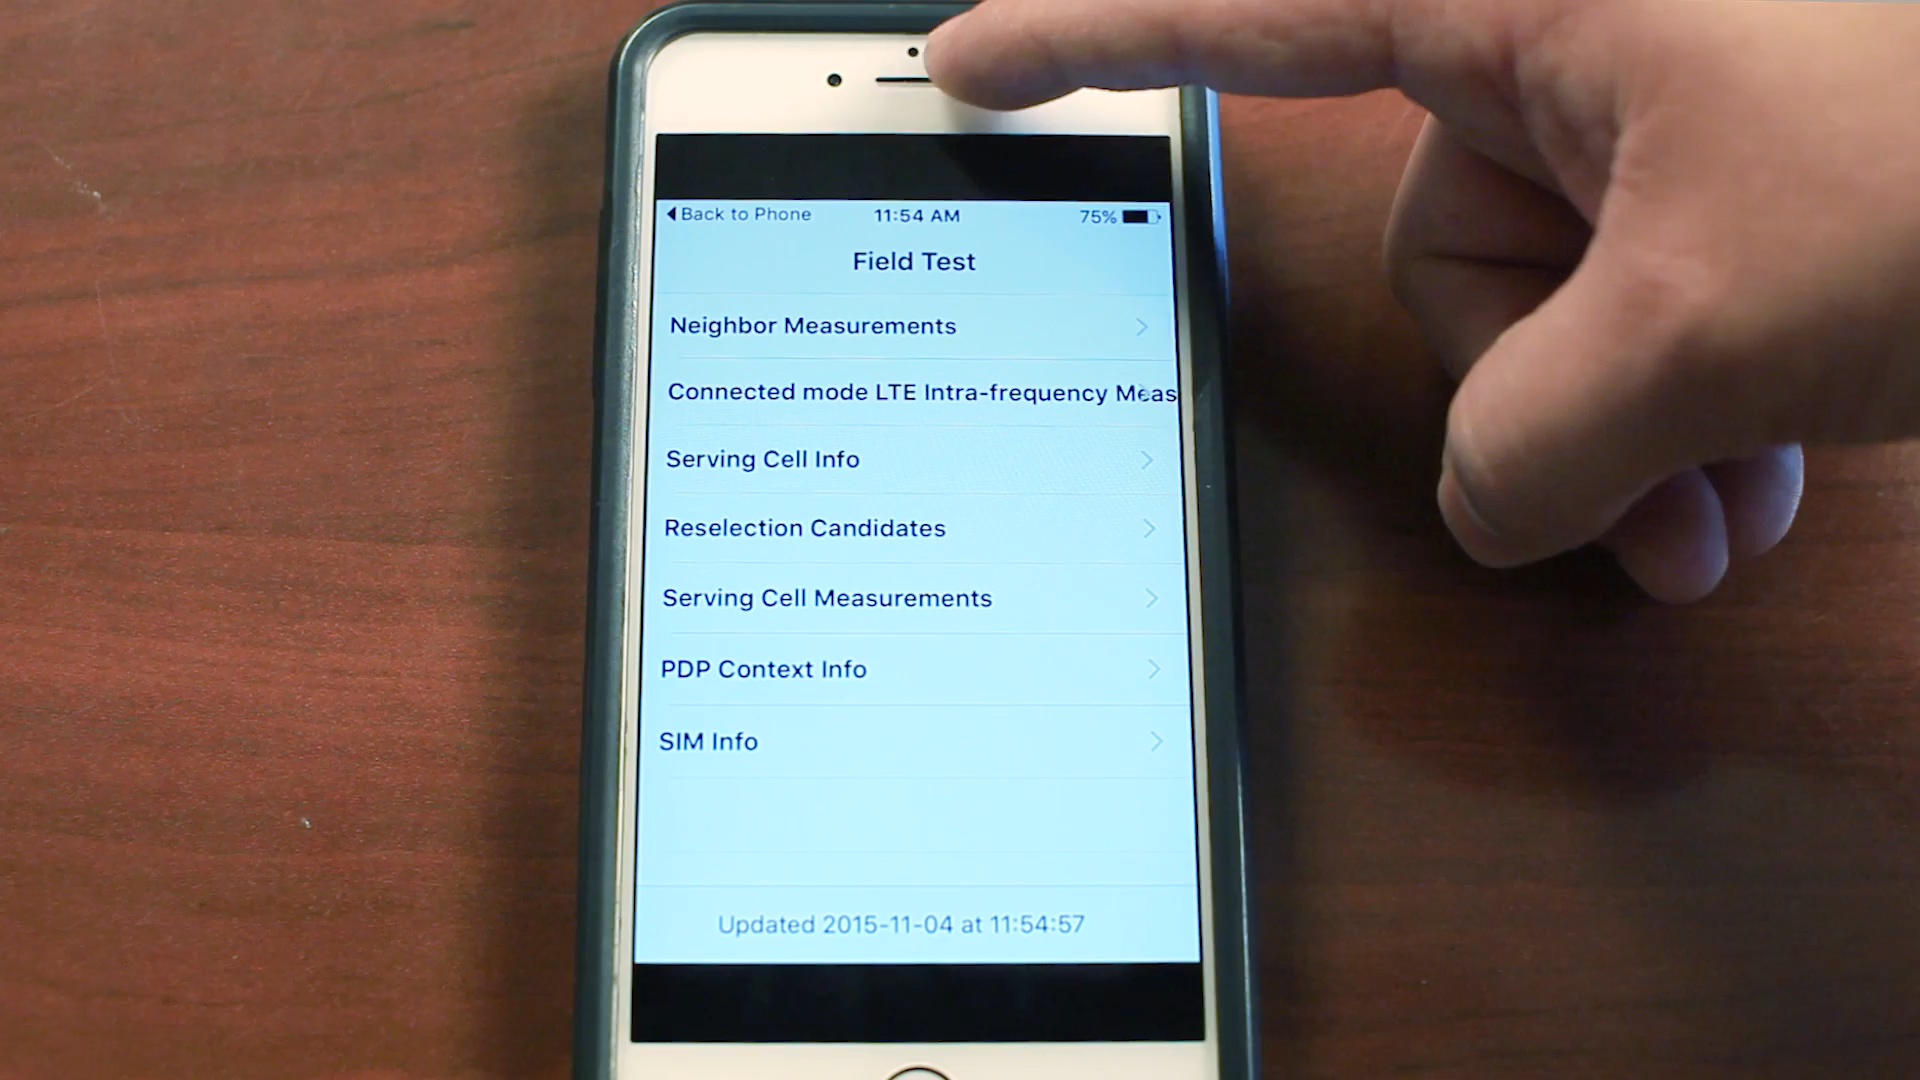 Back to Phone 11:54 AM 75%
Field Test
Neighbor Measurements
Connected mode LTE Intra-frequency Meas
Serving Cell Info
Reselection Candidates
Serving Cell Measurements
PDP Context Info
SIM Info
Updated 2015-11-04 at 11:54:57